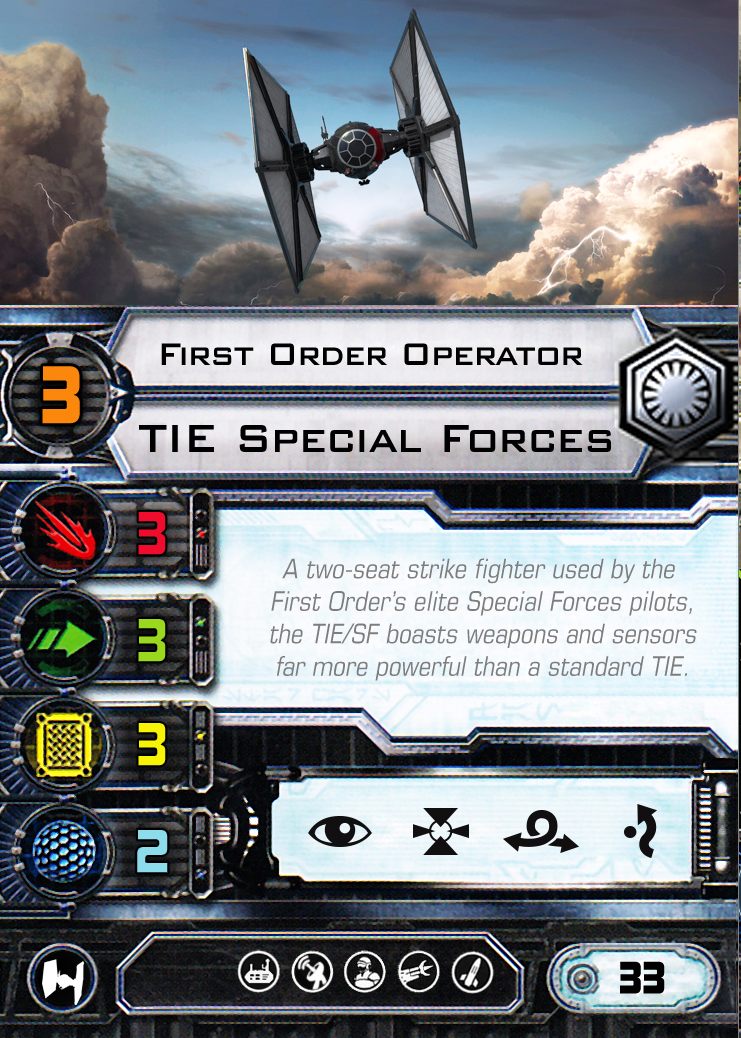 First Order Operator
3
TIE Special Forces
3
A two-seat strike fighter used by the
First Order's elite Special Forces pilots,
the TIE/SF boasts weapons and sensors
far more powerful than a standard TIE.
3
3
2
33